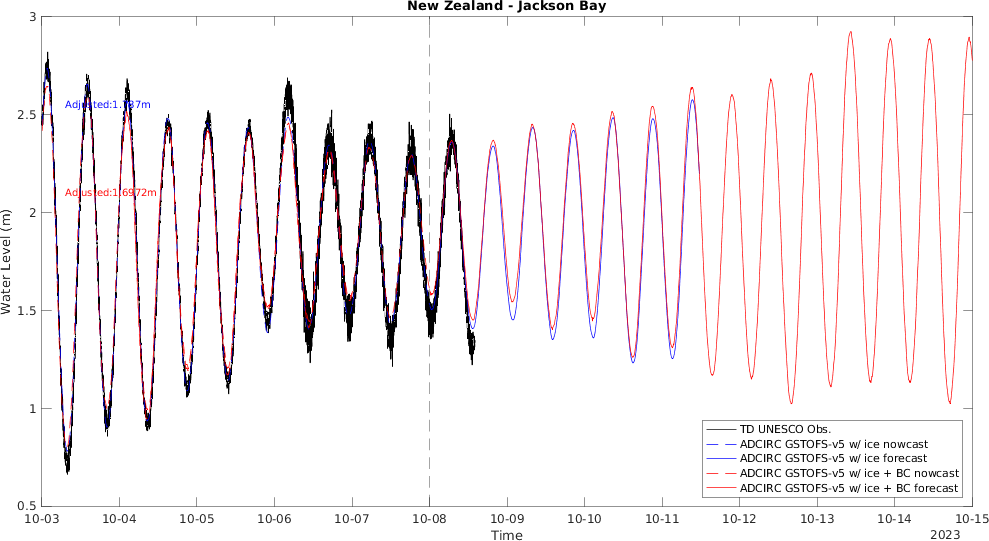 New Zealand - Jackson Bay
3
2.5
2
1.5
1
0.5
Water Level (m)
Adjusted:1.6972m
TD UNESCO Obs.
ADCIRC GSTOFS-v5 w/ ice nowcast
ADCIRC GSTOFS-v5 w/ ice forecast
ADCIRC GSTOFS-v5 w/ ice + BC nowcast
ADCIRC GSTOFS-v5 w/ ice + BC forecast
10-03 10-04 10-05 10-06 10-07 10-08 10-09 10-10 10-11 10-12 10-13 10-14 10-15
Time
2023